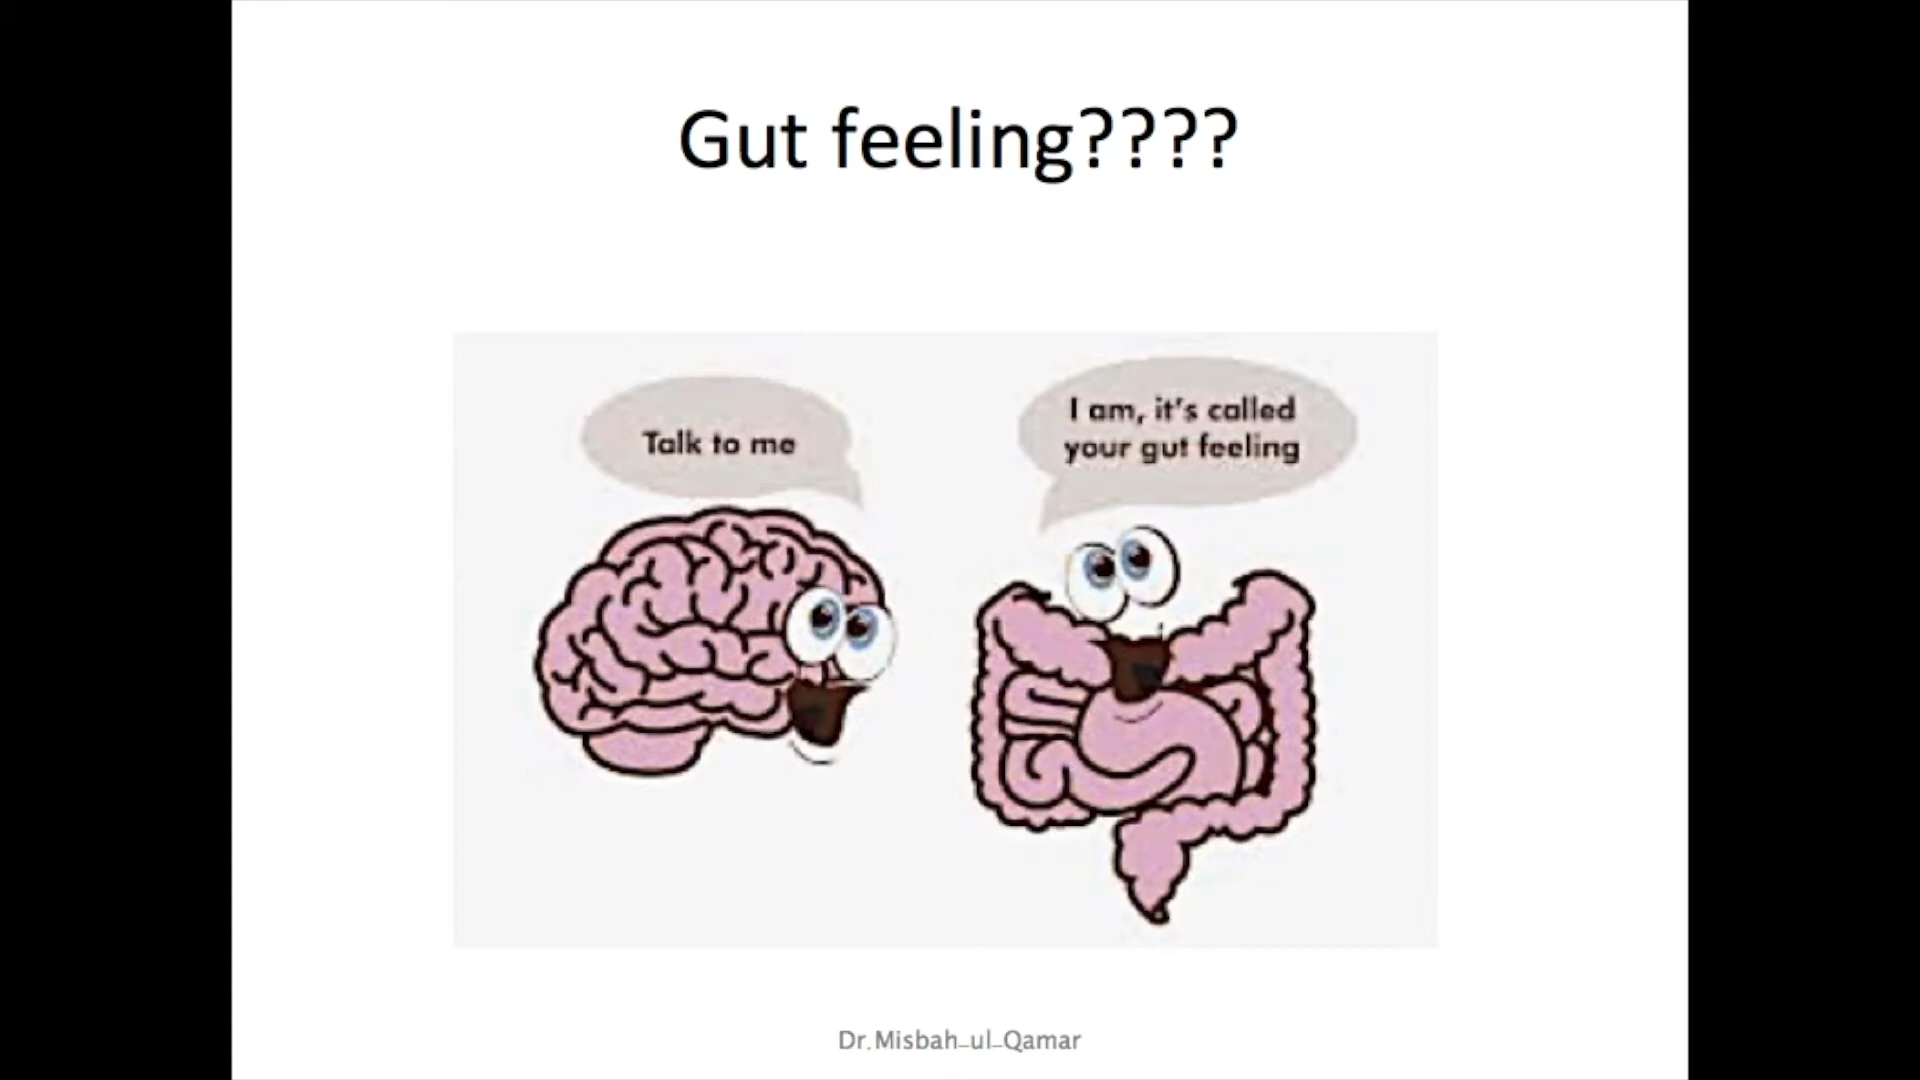 Gut feeling????
Talk to me
I am, it's called
your gut feeling
Dr.Misbah_ul_Qamar